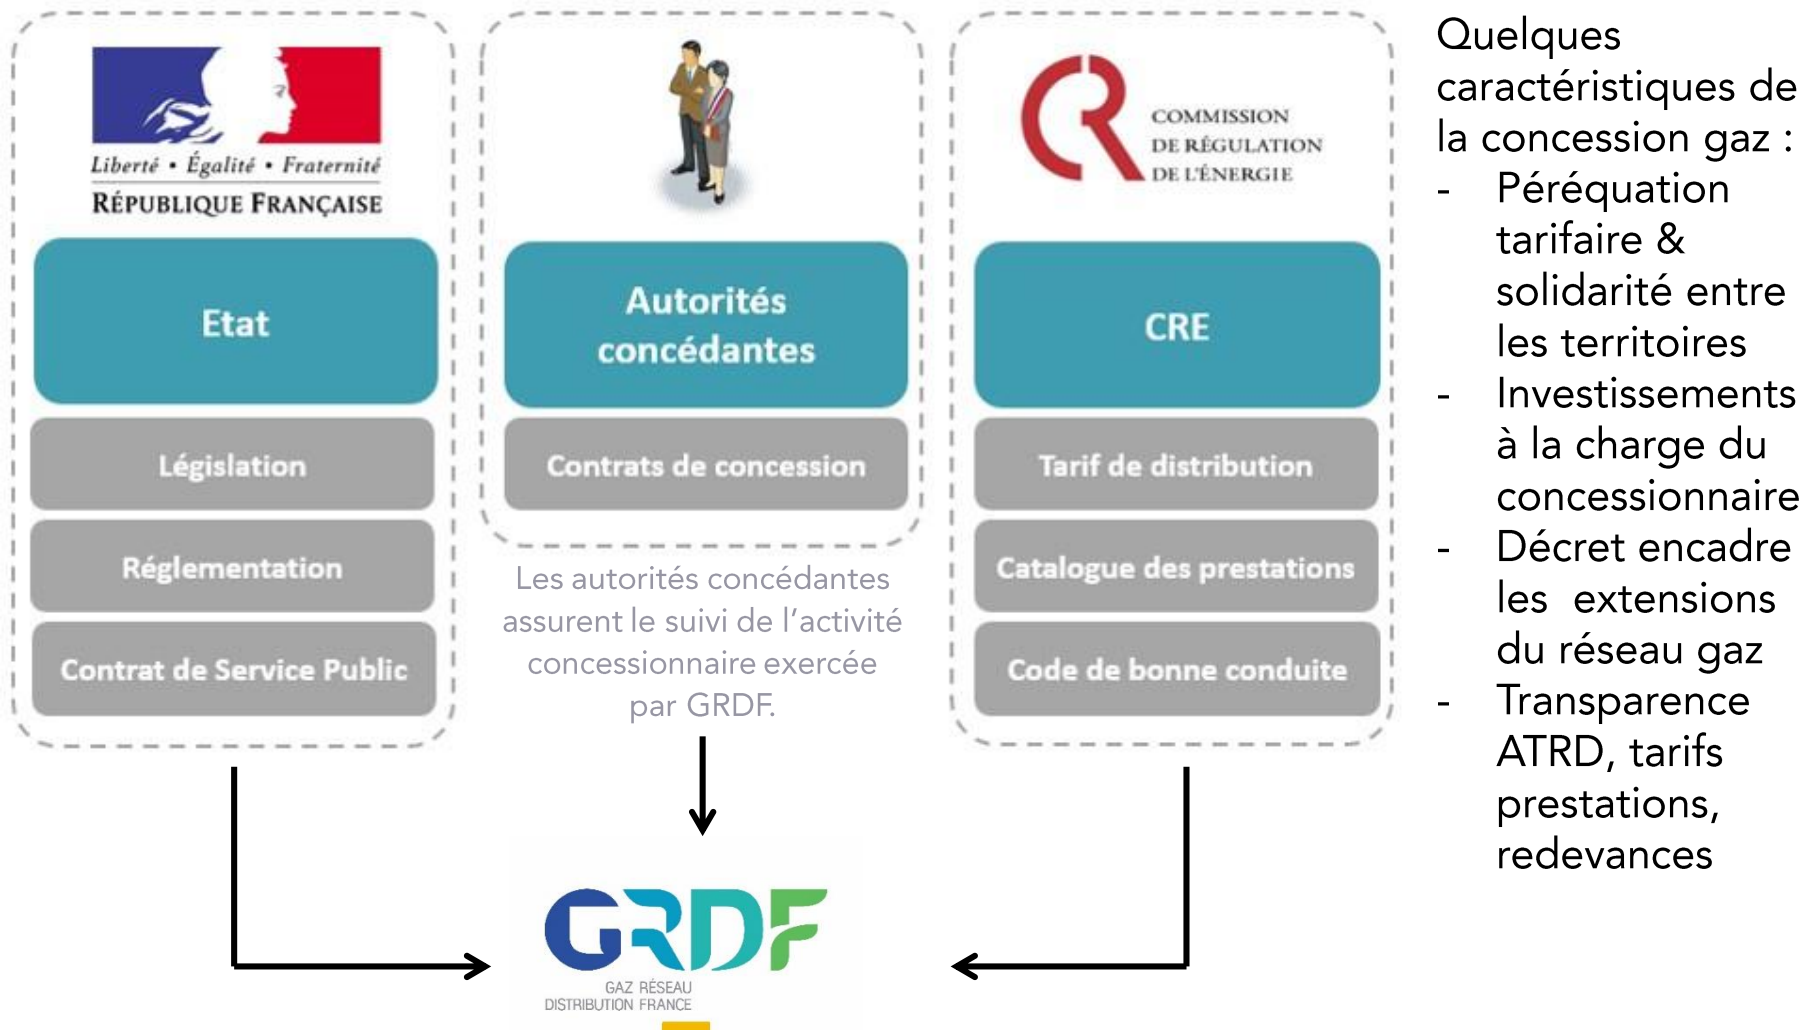 Liberté • Égalité • Fraternité
RÉPUBLIQUE FRANÇAISE
Etat
Législation
Réglementation
Contrat de Service Public
Autorités
concédantes
Contrats de concession
Les autorités concédantes
assurent le suivi de l'activité
concessionnaire exercée
par GRDF.
COMMISSION
DE RÉGULATION
DE L'ÉNERGIE
CRE
Tarif de distribution
Catalogue des prestations
Code de bonne conduite
GRDF
GAZ RÉSEAU
DISTRIBUTION FRANCE
Quelques
caractéristiques de
la concession gaz :
- Péréquation
tarifaire &
solidarité entre
les territoires
- Investissements
à la charge du
concessionnaire
- Décret encadre
les extensions
du réseau gaz
- Transparence
ATRD, tarifs
prestations,
redevances